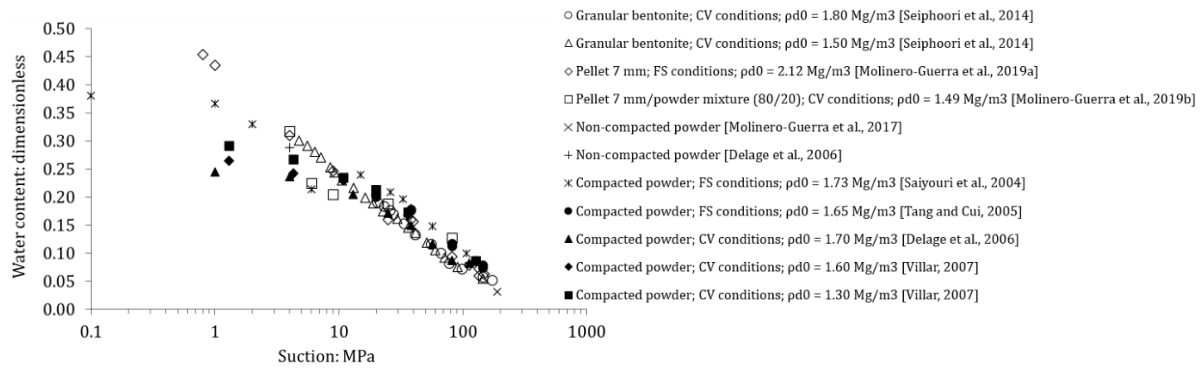 0.50
0.45
0.40
0.35
0.30
0.25
0.20
0.15
0.10
0.05
0.00
Water content: dimensionless
0.1
1
10
100
1000
Suction: MPa
Granular bentonite; CV conditions; ρd0 = 1.80 Mg/m3 [Seiphoori et al., 2014]
Granular bentonite; CV conditions; ρd0 = 1.50 Mg/m3 [Seiphoori et al., 2014]
Pellet 7 mm; FS conditions; ρd0 = 2.12 Mg/m3 [Molinero-Guerra et al., 2019a]
Pellet 7 mm/powder mixture (80/20); CV conditions; ρd0 = 1.49 Mg/m3 [Molinero-Guerra et al., 2019b]
Non-compacted powder [Molinero-Guerra et al., 2017]
Non-compacted powder [Delage et al., 2006]
Compacted powder; FS conditions; ρd0 = 1.73 Mg/m3 [Saiyouri et al., 2004]
Compacted powder; FS conditions; ρd0 = 1.65 Mg/m3 [Tang and Cui, 2005]
Compacted powder; CV conditions; ρd0 = 1.70 Mg/m3 [Delage et al., 2006]
Compacted powder; CV conditions; ρd0 = 1.60 Mg/m3 [Villar, 2007]
Compacted powder; CV conditions; ρd0 = 1.30 Mg/m3 [Villar, 2007]